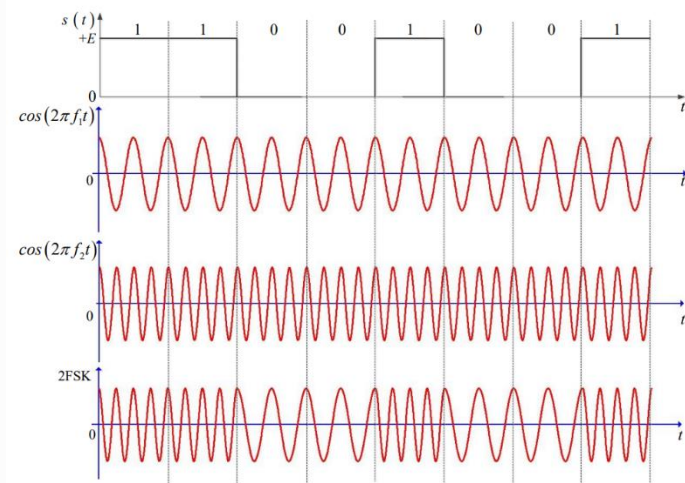 s (t)
+E
1 1 0 0 1 0 0 1
0
t
cos(2πf₁t)
0
t
cos(2πf₂t)
0
t
2FSK
0
t